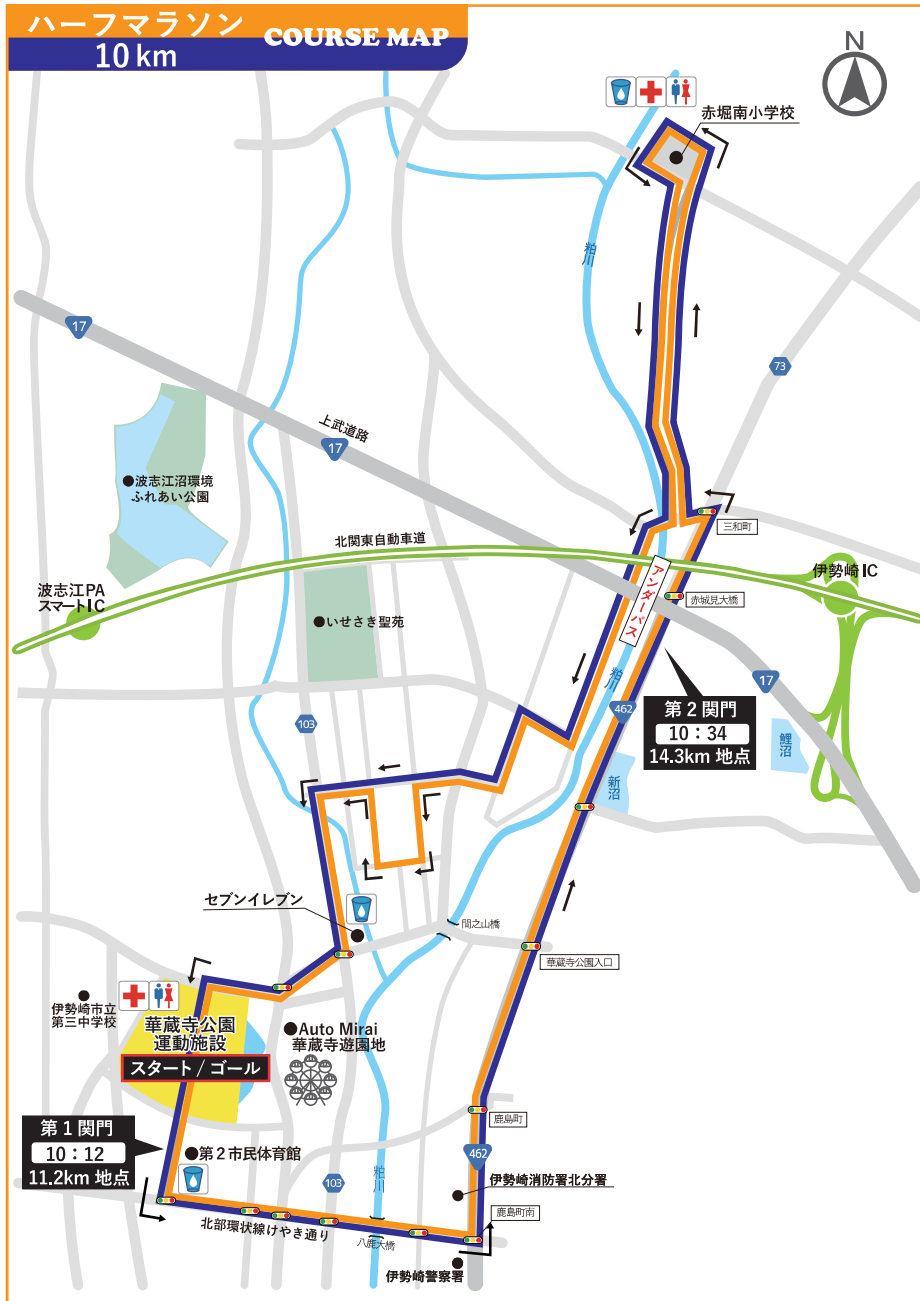 ハーフマラソン
10km
COURSE MAP
N
赤堀南小学校
粕川
17
73
上武道路
17
波志江沼環境
ふれあい公園
三和町
北関東自動車道
アンダーパス
伊勢崎IC
波志江PA
スマートIC
赤城見大橋
いせさき聖苑
粕川
17
462
第2関門
10:34
14.3km 地点
鯉沼
103
新沼
セブンイレブン
間之山橋
華蔵寺公園入口
伊勢崎市立
第三中学校
華蔵寺公園
運動施設
スタート / ゴール
Auto Mirai
華蔵寺遊園地
鹿島町
第1関門
10:12
11.2km 地点
第2市民体育館
462
103
粕川
伊勢崎消防署北分署
鹿島町南
北部環状線けやき通り
八鹿大橋
伊勢崎警察署